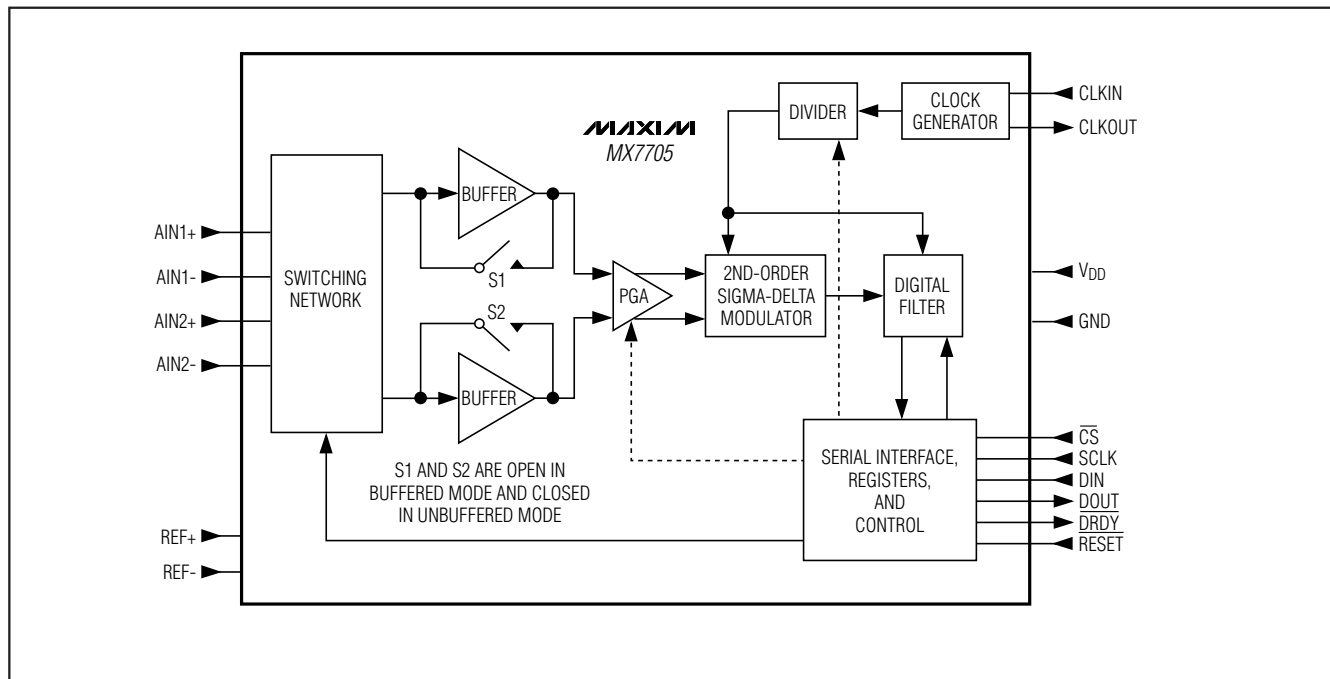 MAXIM
MX7705
DIVIDER
CLOCK
GENERATOR
CLKIN
CLKOUT
BUFFER
AIN1+
AIN1-
AIN2+
AIN2-
SWITCHING
NETWORK
S1
S2
PGA
2ND-ORDER
SIGMA-DELTA
MODULATOR
DIGITAL
FILTER
VDD
GND
BUFFER
S1 AND S2 ARE OPEN IN
BUFFERED MODE AND CLOSED
IN UNBUFFERED MODE
SERIAL INTERFACE,
REGISTERS,
AND
CONTROL
CS
SCLK
DIN
DOUT
DRDY
RESET
REF+
REF-